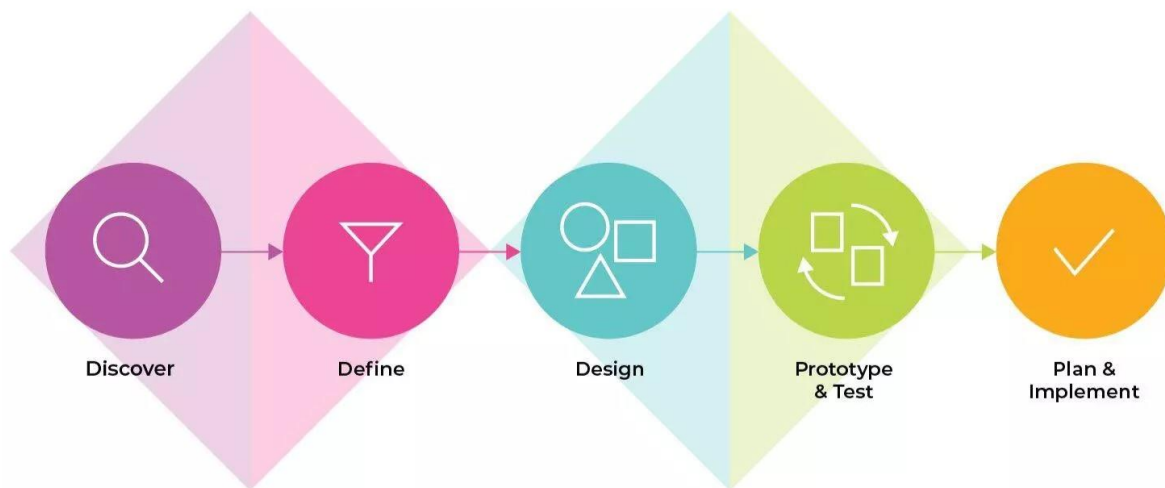 Discover
Define
Design
Prototype
& Test
Plan &
Implement